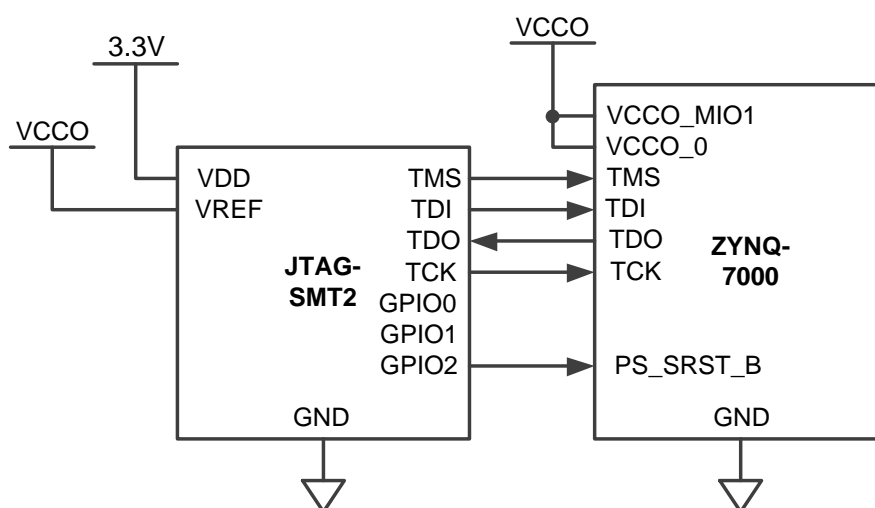 VCCO
3.3V
VCCO
VDD
VREF
TMS
TDI
TDO
TCK
GPIO0
GPIO1
GPIO2
JTAG-
SMT2
GND
VCCO_MIO1
VCCO_0
TMS
TDI
TDO
TCK
ZYNQ-
7000
PS_SRST_B
GND